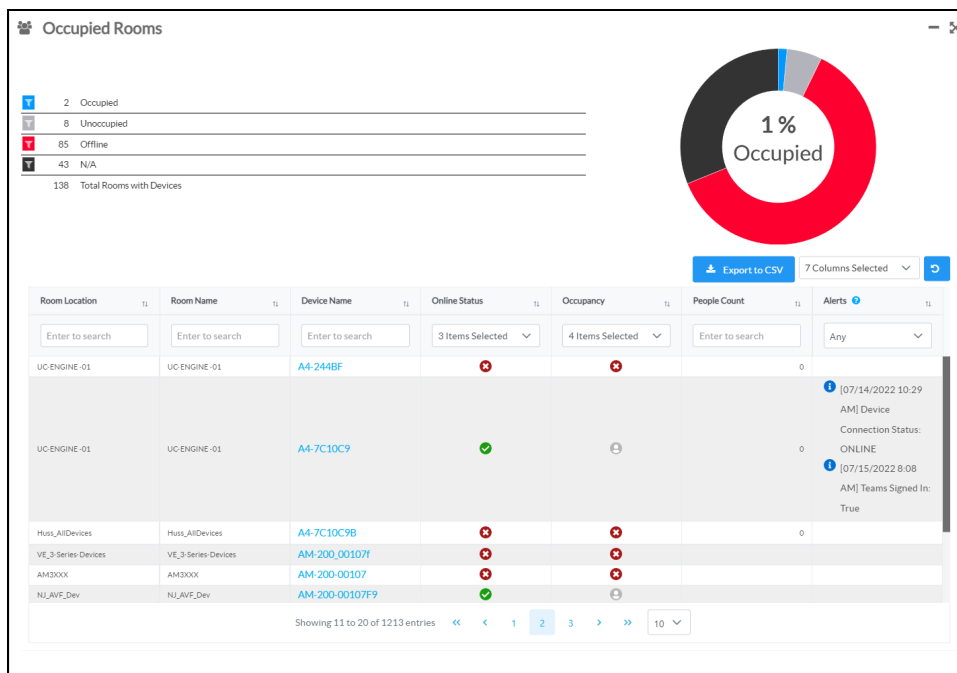 Occupied Rooms
2 Occupied
8 Unoccupied
85 Offline
43 N/A
138 Total Rooms with Devices
1 %
Occupied
Export to CSV 7 Columns Selected
Room Location Room Name Device Name Online Status Occupancy People Count Alerts ?
Enter to search Enter to search Enter to search 3 Items Selected 4 Items Selected Enter to search Any
UC-ENGINE -01 UC-ENGINE -01 A4-244BF 0
UC-ENGINE -01 UC-ENGINE -01 A4-7C10C9 0
[07/14/2022 10:29
AM] Device
Connection Status:
ONLINE
[07/15/2022 8:08
AM] Teams Signed In:
True
Huss_AllDevices Huss_AllDevices A4-7C10C9B 0
VE_3-Series-Devices VE_3-Series-Devices AM-200_00107f
AM3XXX AM3XXX AM-200-00107
NJ_AVF_Dev NJ_AVF_Dev AM-200-00107F9
Showing 11 to 20 of 1213 entries « ‹ 1 2 3 › » 10